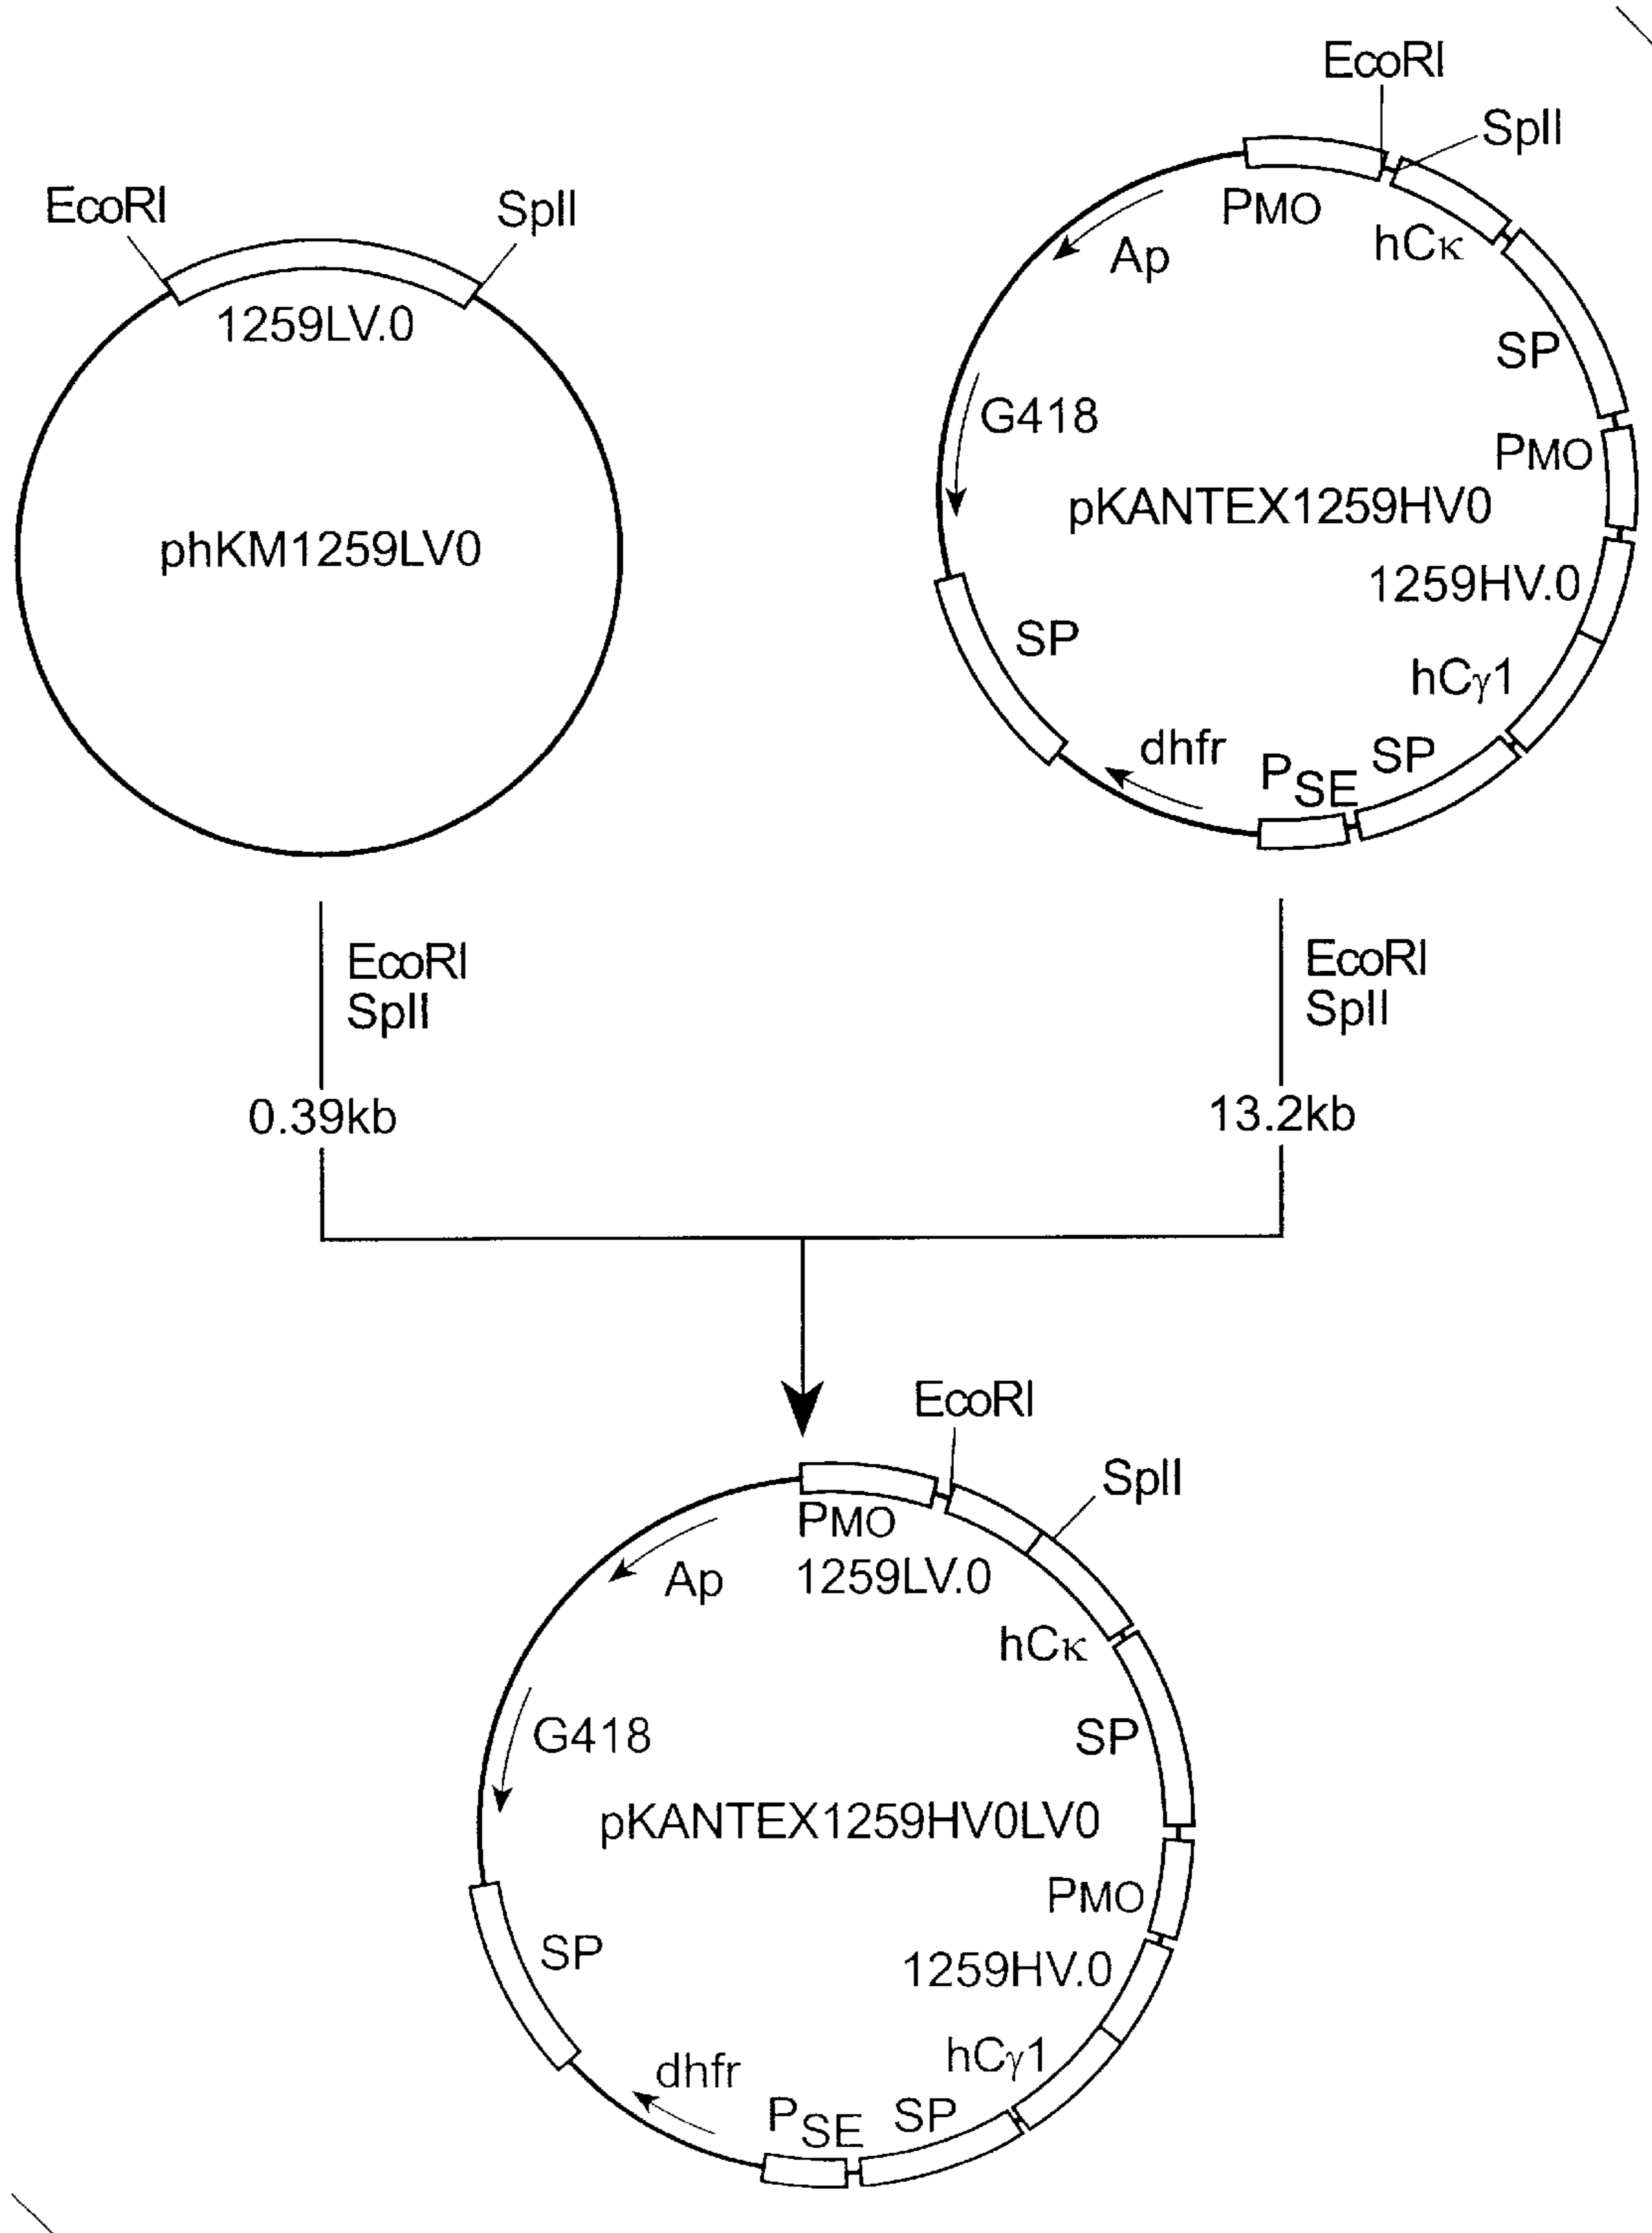 EcoRI
SplI
1259LV.0
phKM1259LV0
EcoRI
SplI
PMO
hCκ
Ap
SP
G418
PMO
pKANTEX1259HV0
1259HV.0
SP
hCγ1
dhfr
PSE
SP
EcoRI
SplI
0.39kb
EcoRI
SplI
13.2kb
EcoRI
SplI
PMO
1259LV.0
Ap
hCκ
G418
SP
pKANTEX1259HV0LV0
PMO
SP
1259HV.0
hCγ1
dhfr
PSE
SP